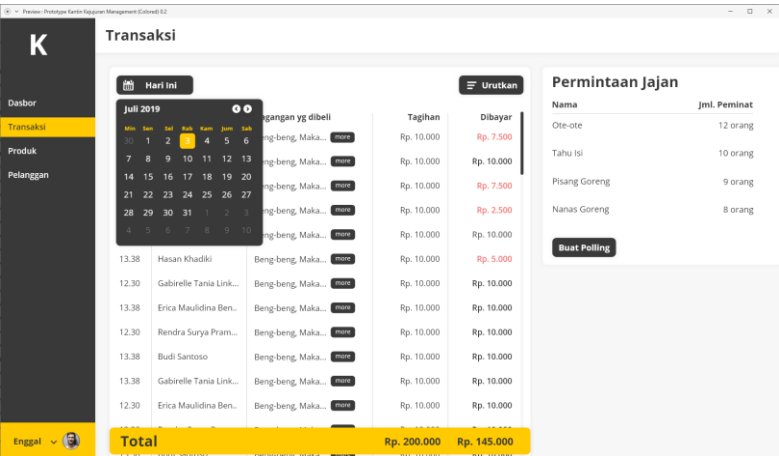 Preview: Prototype Kantin Kejujuran Management (Colored) 0.2
K
Transaksi
Dasbor
Transaksi
Produk
Pelanggan
Enggal
Hari Ini
Urutkan
Juli 2019
Min Sen Sel Rab Kam Jum Sab
30 1 2 3 4 5 6
7 8 9 10 11 12 13
14 15 16 17 18 19 20
21 22 23 24 25 26 27
28 29 30 31 1 2 3
4 5 6 7 8 9 10
agangan yg dibeli Tagihan Dibayar
eng-beng, Maka... more Rp. 10.000 Rp. 7.500
eng-beng, Maka... more Rp. 10.000 Rp. 10.000
eng-beng, Maka... more Rp. 10.000 Rp. 7.500
eng-beng, Maka... more Rp. 10.000 Rp. 2.500
eng-beng, Maka... more Rp. 10.000 Rp. 10.000
13.38 Hasan Khadiki Beng-beng, Maka... more Rp. 10.000 Rp. 5.000
12.30 Gabirelle Tania Link... Beng-beng, Maka... more Rp. 10.000 Rp. 10.000
13.38 Erica Maulidina Ben.. Beng-beng, Maka... more Rp. 10.000 Rp. 10.000
12.30 Rendra Surya Pram... Beng-beng, Maka... more Rp. 10.000 Rp. 10.000
13.38 Budi Santoso Beng-beng, Maka... more Rp. 10.000 Rp. 10.000
13.38 Gabirelle Tania Link... Beng-beng, Maka... more Rp. 10.000 Rp. 10.000
12.30 Erica Maulidina Ben.. Beng-beng, Maka... more Rp. 10.000 Rp. 10.000
Total Rp. 200.000 Rp. 145.000
Permintaan Jajan
Nama Jml. Peminat
Ote-ote 12 orang
Tahu Isi 10 orang
Pisang Goreng 9 orang
Nanas Goreng 8 orang
Buat Polling